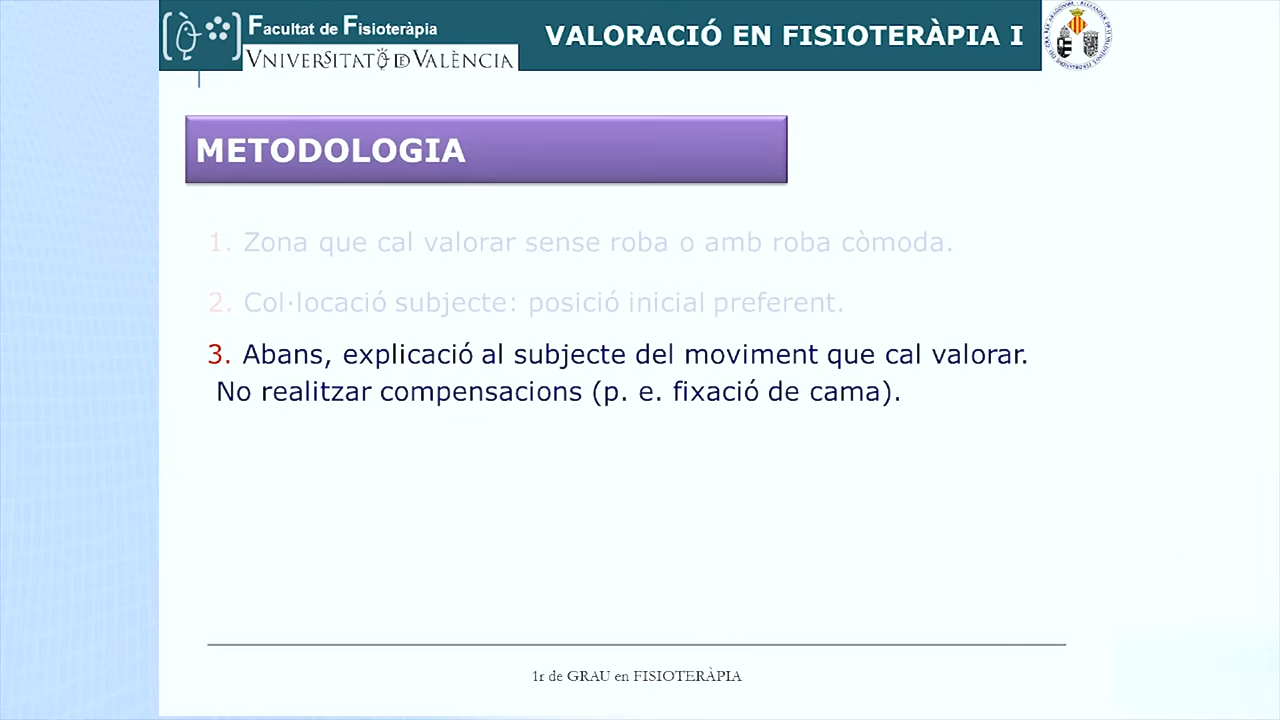 Facultat de Fisioteràpia
VNIVERSITAT DE VALÈNCIA
VALORACIÓ EN FISIOTERÀPIA I
METODOLOGIA
1. Zona que cal valorar sense roba o amb roba còmoda.
2. Col·locació subjecte: posició inicial preferent.
3. Abans, explicació al subjecte del moviment que cal valorar.
No realitzar compensacions (p. e. fixació de cama).
1r de GRAU en FISIOTERÀPIA